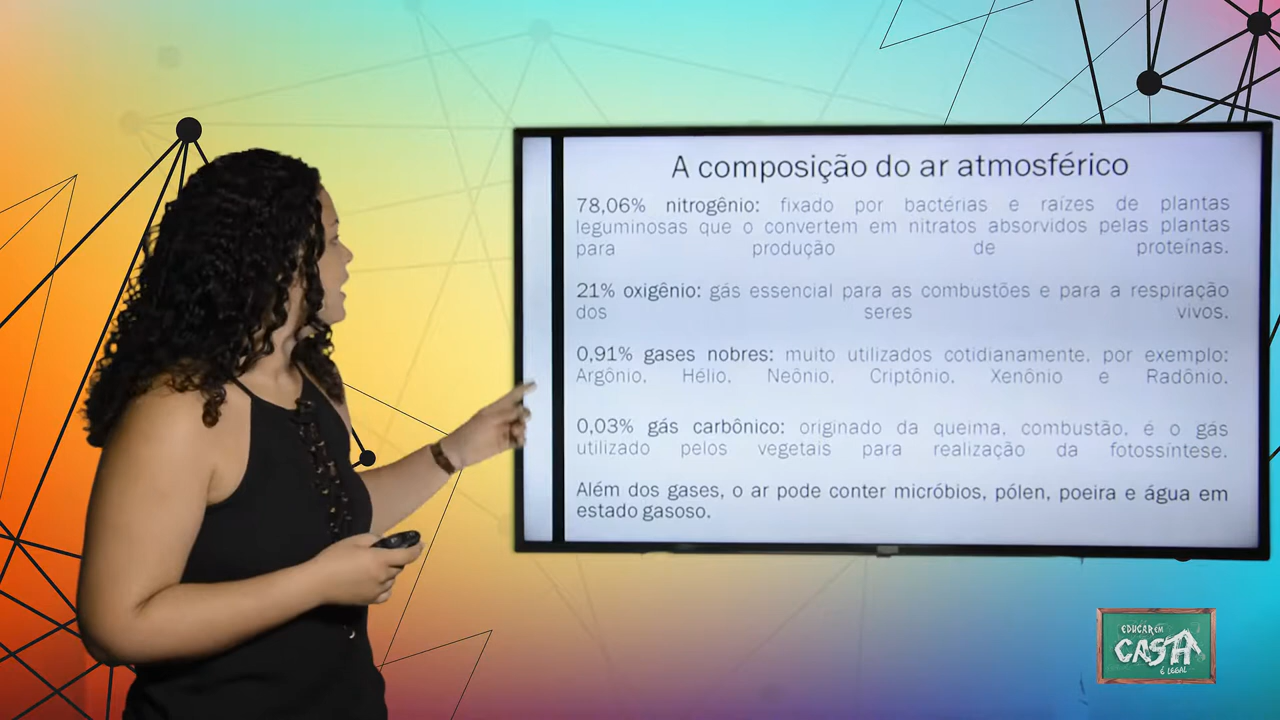 A composição do ar atmosférico
78,06% nitrogênio: fixado por bactérias e raízes de plantas
leguminosas que o convertem em nitratos absorvidos pelas plantas
para produção de proteínas.
21% oxigênio: gás essencial para as combustões e para a respiração
dos seres vivos.
0,91% gases nobres: muito utilizados cotidianamente, por exemplo:
Argônio, Hélio, Neônio, Criptônio, Xenônio e Radônio.
0,03% gás carbônico: originado da queima, combustão, é o gás
utilizado pelos vegetais para realização da fotossíntese.
Além dos gases, o ar pode conter micróbios, pólen, poeira e água em
estado gasoso.
EDUCAR EM
CASA
É LEGAL